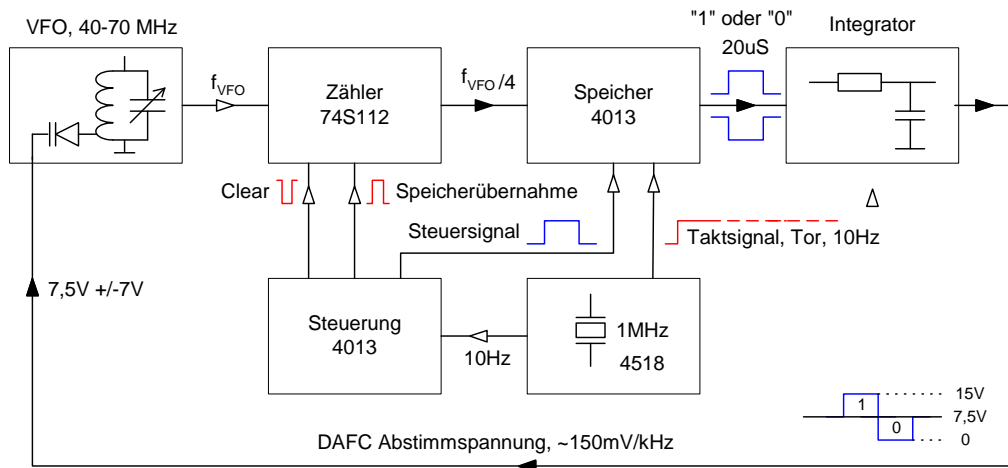 VFO, 40-70 MHz
"1" oder "0"
20uS
Integrator
fVFO
Zähler
74S112
fVFO/4
Speicher
4013
Clear
Speicherübernahme
Steuersignal
Taktsignal, Tor, 10Hz
7,5V +/-7V
Steuerung
4013
10Hz
1MHz
4518
1
0
15V
7,5V
0
DAFC Abstimmspannung, ~150mV/kHz